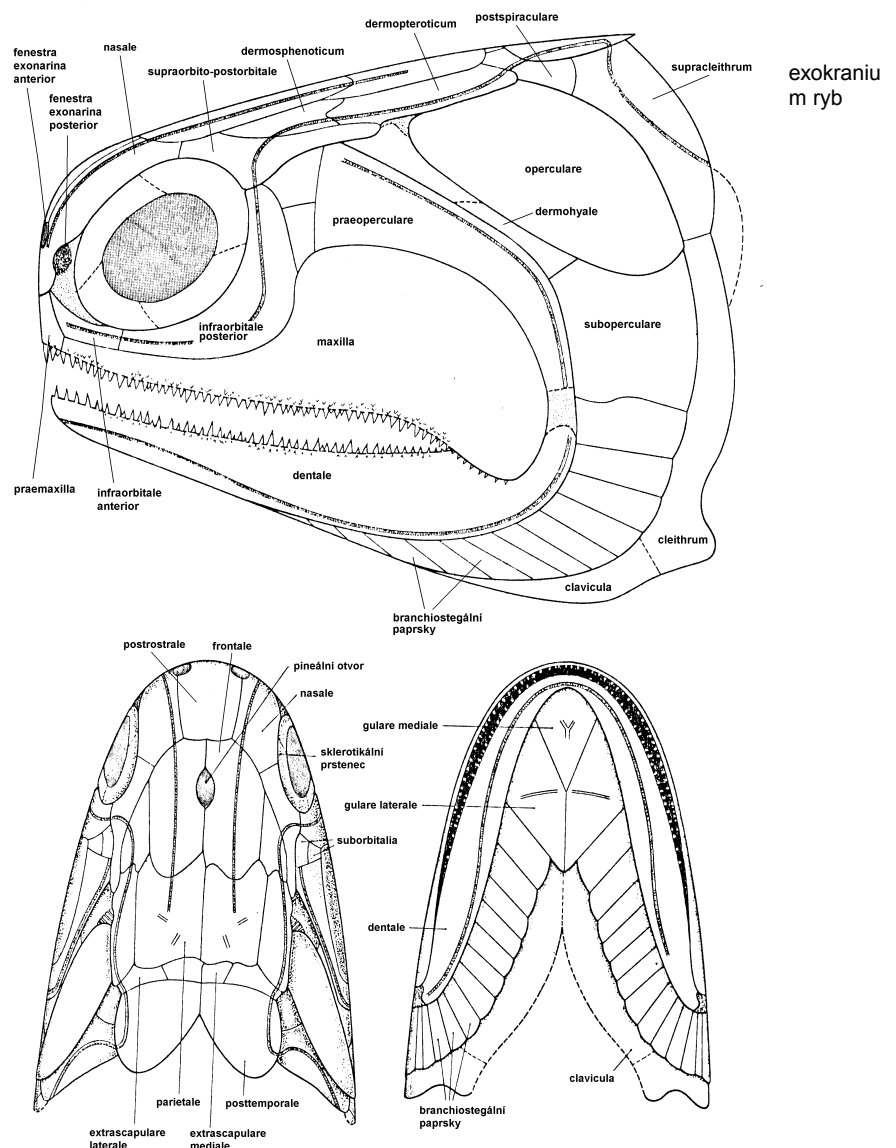 postspiraculare
dermopteroticum
nasale
dermosphenoticum
fenestra
exonarina
anterior
supraorbito-postorbitale
supracleithrum
exokraniu
m ryb
fenestra
exonarina
posterior
operculare
dermohyale
praeoperculare
suboperculare
infraorbitale
posterior
maxilla
dentale
praemaxilla
infraorbitale
anterior
cleithrum
clavicula
branchiostegální
paprsky
postrostrale
frontale
pineální otvor
nasale
sklerotikální
prstenec
suborbitalia
parietale
posttemporale
extrascapulare
laterale
extrascapulare
mediale
gulare mediale
gulare laterale
dentale
clavicula
branchiostegální
paprsky